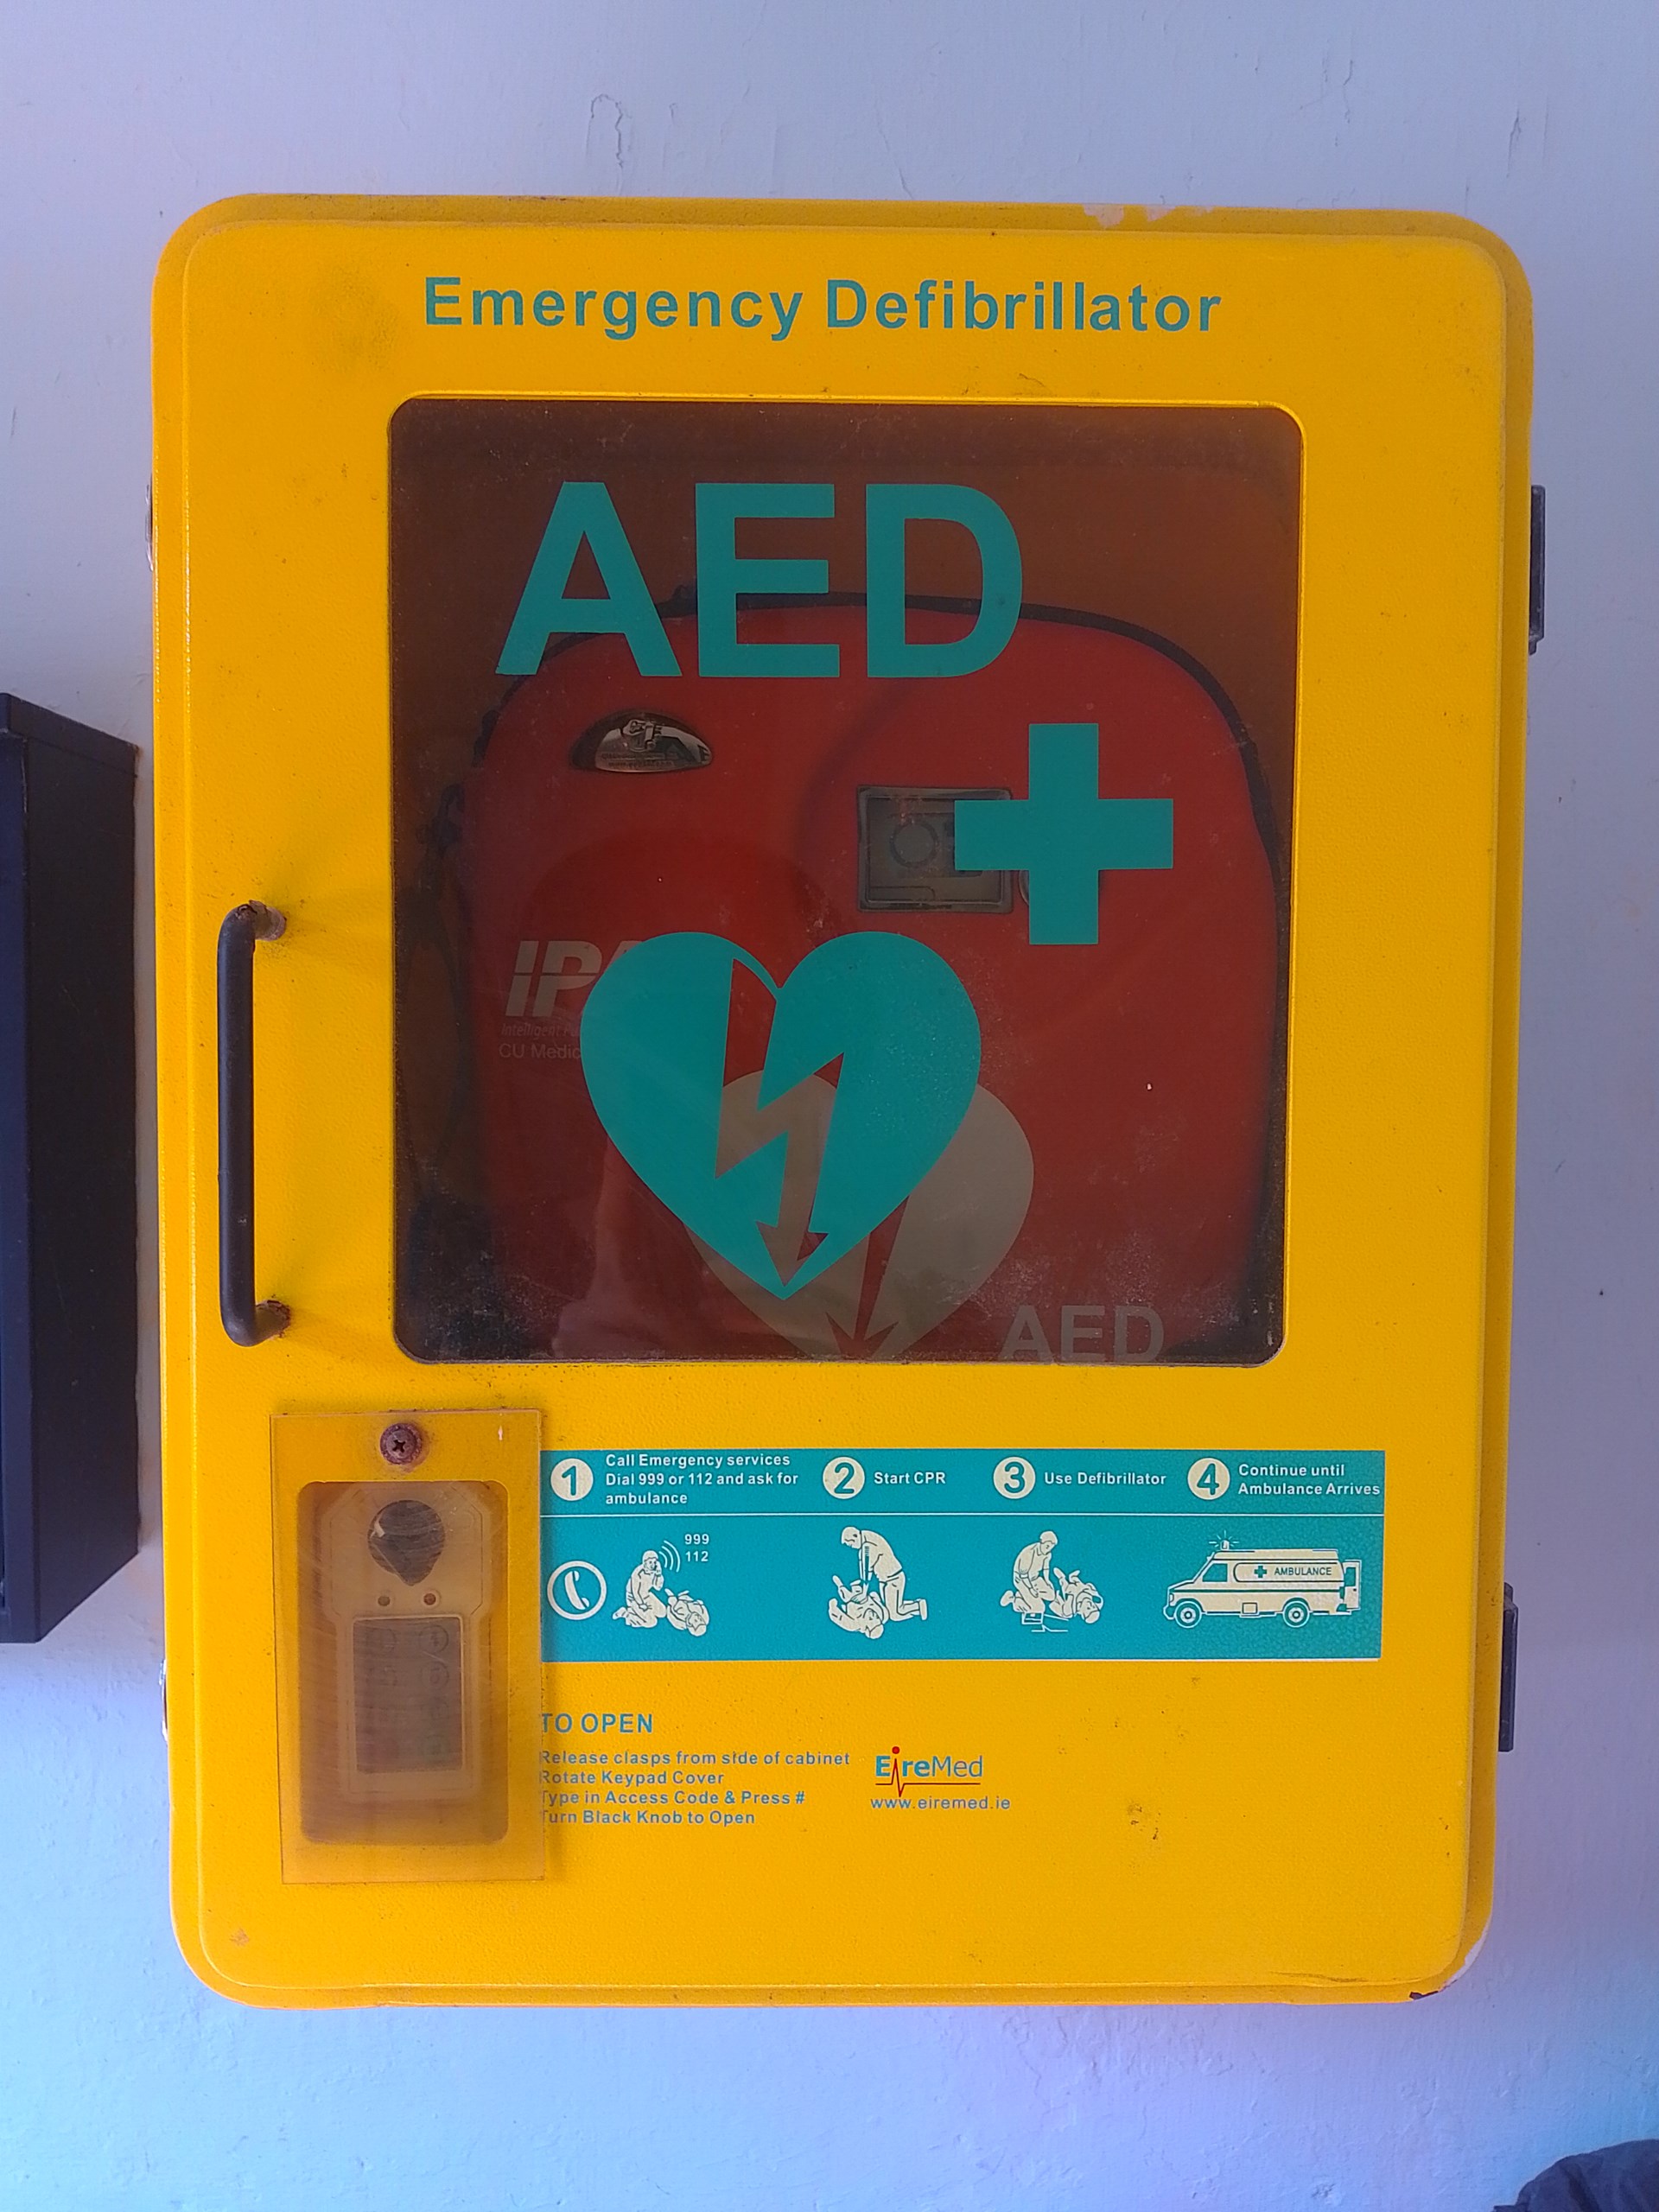 Emergency Defibrillator
AED
Intelligent
CU
AED
1 Call Emergency services
Dial 999 or 112 and ask for
ambulance
2 Start CPR
3 Use Defibrillator
4 Continue until
Ambulance Arrives
999
112
AMBULANCE
TO OPEN
Release clasps from side of cabinet
Rotate Keypad Cover
Type in Access Code & Press #
Turn Black Knob to Open
EireMed
www.eiremed.ie